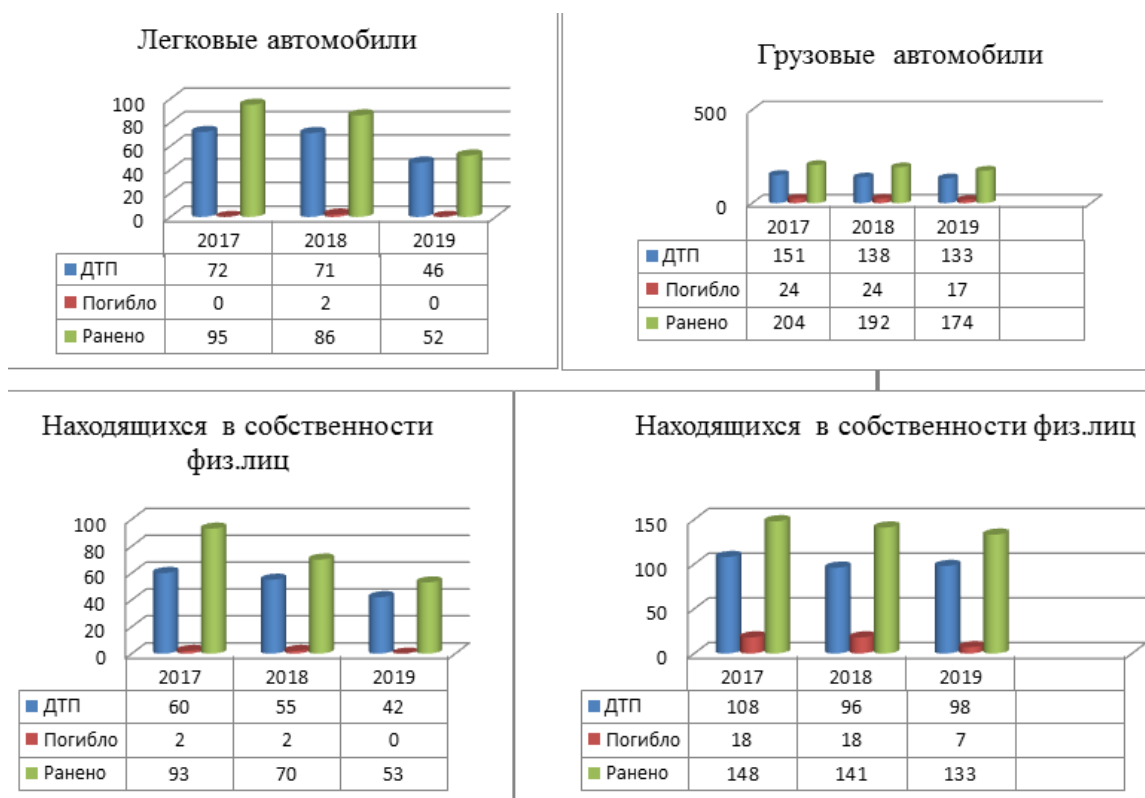 Легковые автомобили
100
80
60
40
20
0
2017 2018 2019
ДТП 72 71 46
Погибло 0 2 0
Ранено 95 86 52
Грузовые автомобили
500
0
2017 2018 2019
ДТП 151 138 133
Погибло 24 24 17
Ранено 204 192 174
Находящихся в собственности
физ.лиц
100
80
60
40
20
0
2017 2018 2019
ДТП 60 55 42
Погибло 2 2 0
Ранено 93 70 53
Находящихся в собственности физ.лиц
150
100
50
0
2017 2018 2019
ДТП 108 96 98
Погибло 18 18 7
Ранено 148 141 133